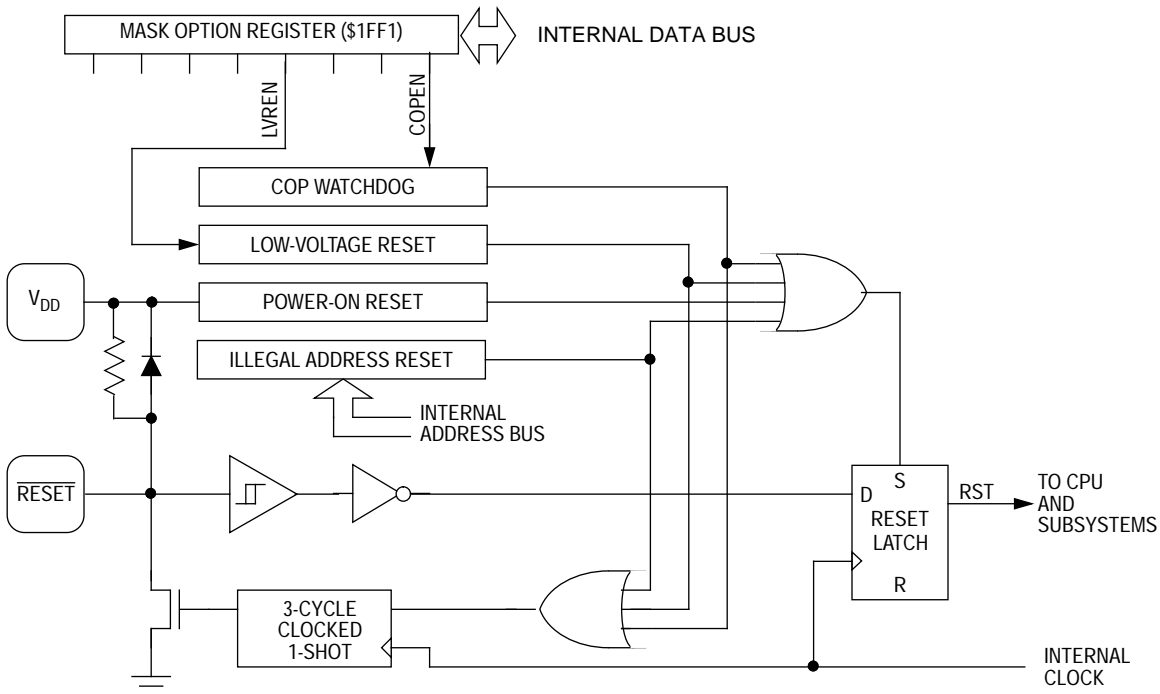 MASK OPTION REGISTER ($1FF1)
INTERNAL DATA BUS
LVREN
COPEN
COP WATCHDOG
LOW-VOLTAGE RESET
VDD
POWER-ON RESET
ILLEGAL ADDRESS RESET
INTERNAL
ADDRESS BUS
RESET
D
S
RESET
LATCH
R
RST
TO CPU
AND
SUBSYSTEMS
3-CYCLE
CLOCKED
1-SHOT
INTERNAL
CLOCK